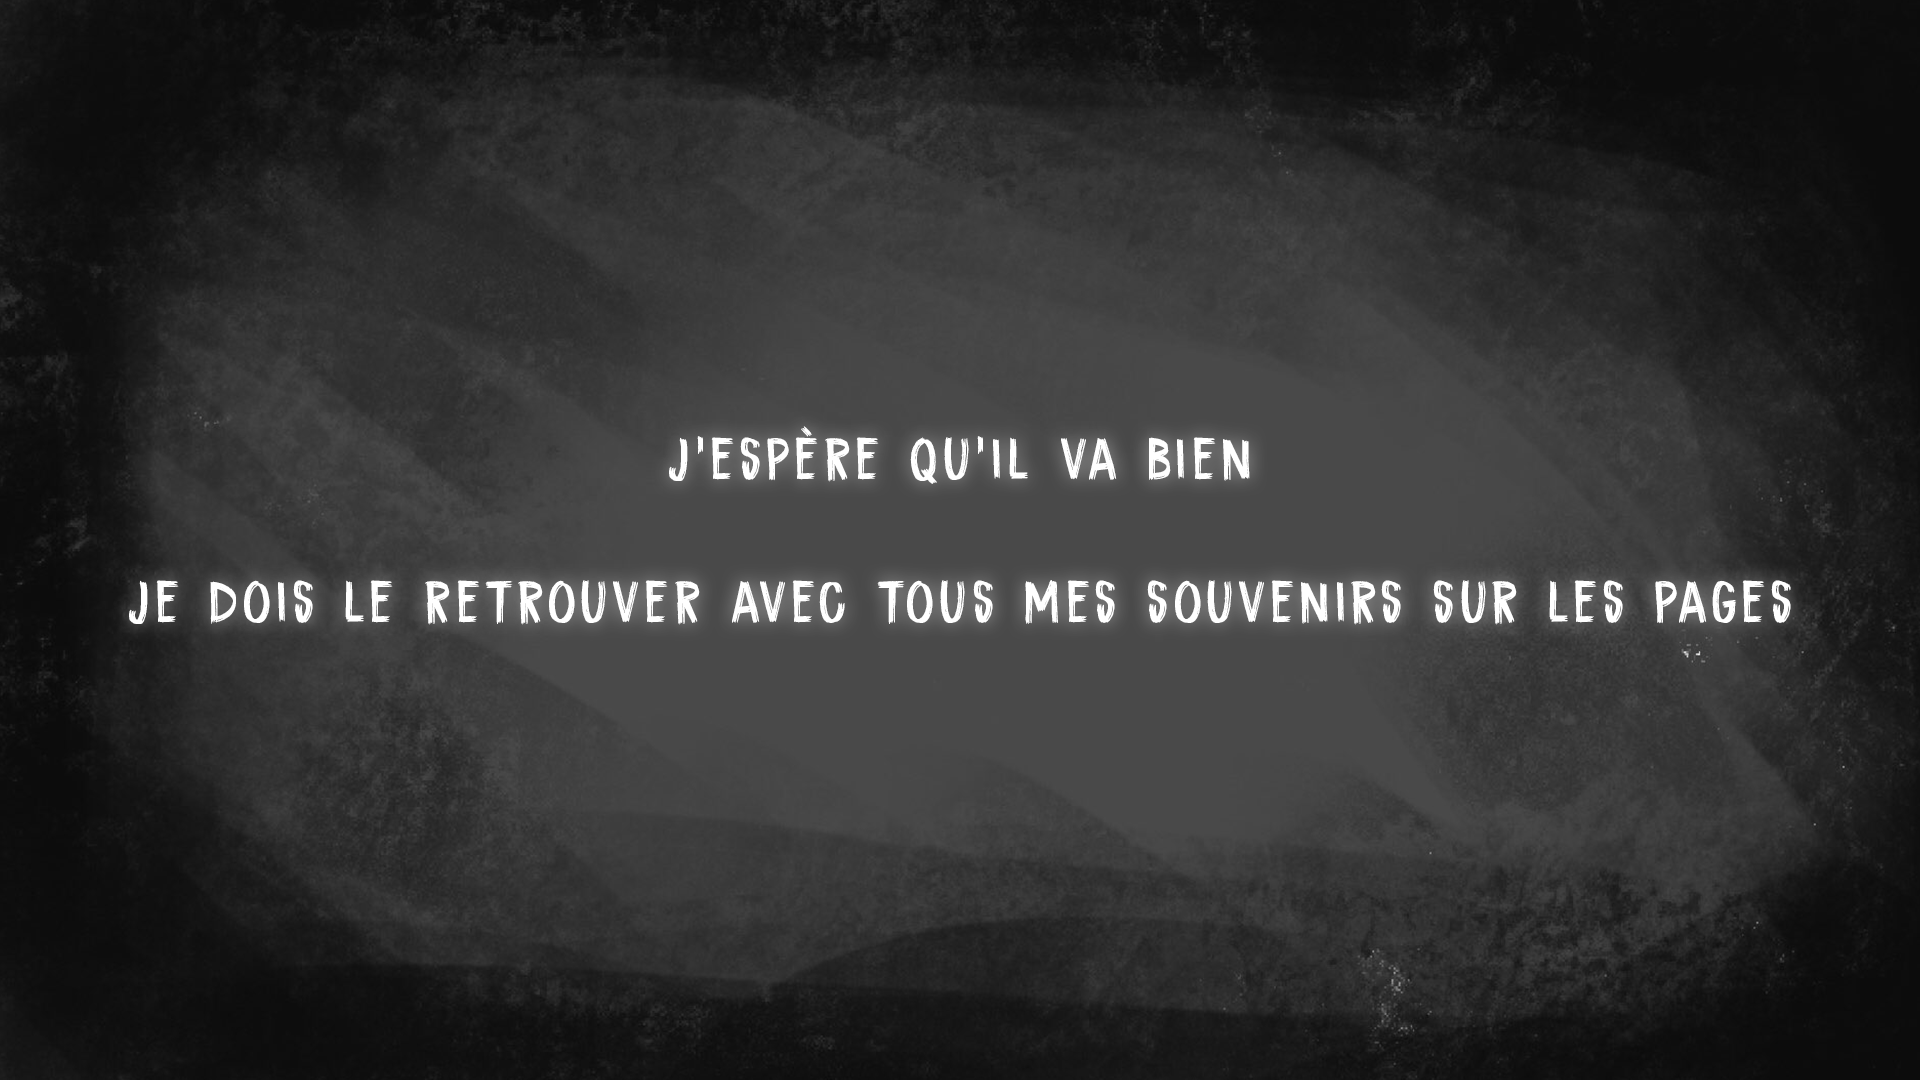 J'ESPÈRE QU'IL VA BIEN
JE DOIS LE RETROUVER AVEC TOUS MES SOUVENIRS SUR LES PAGES